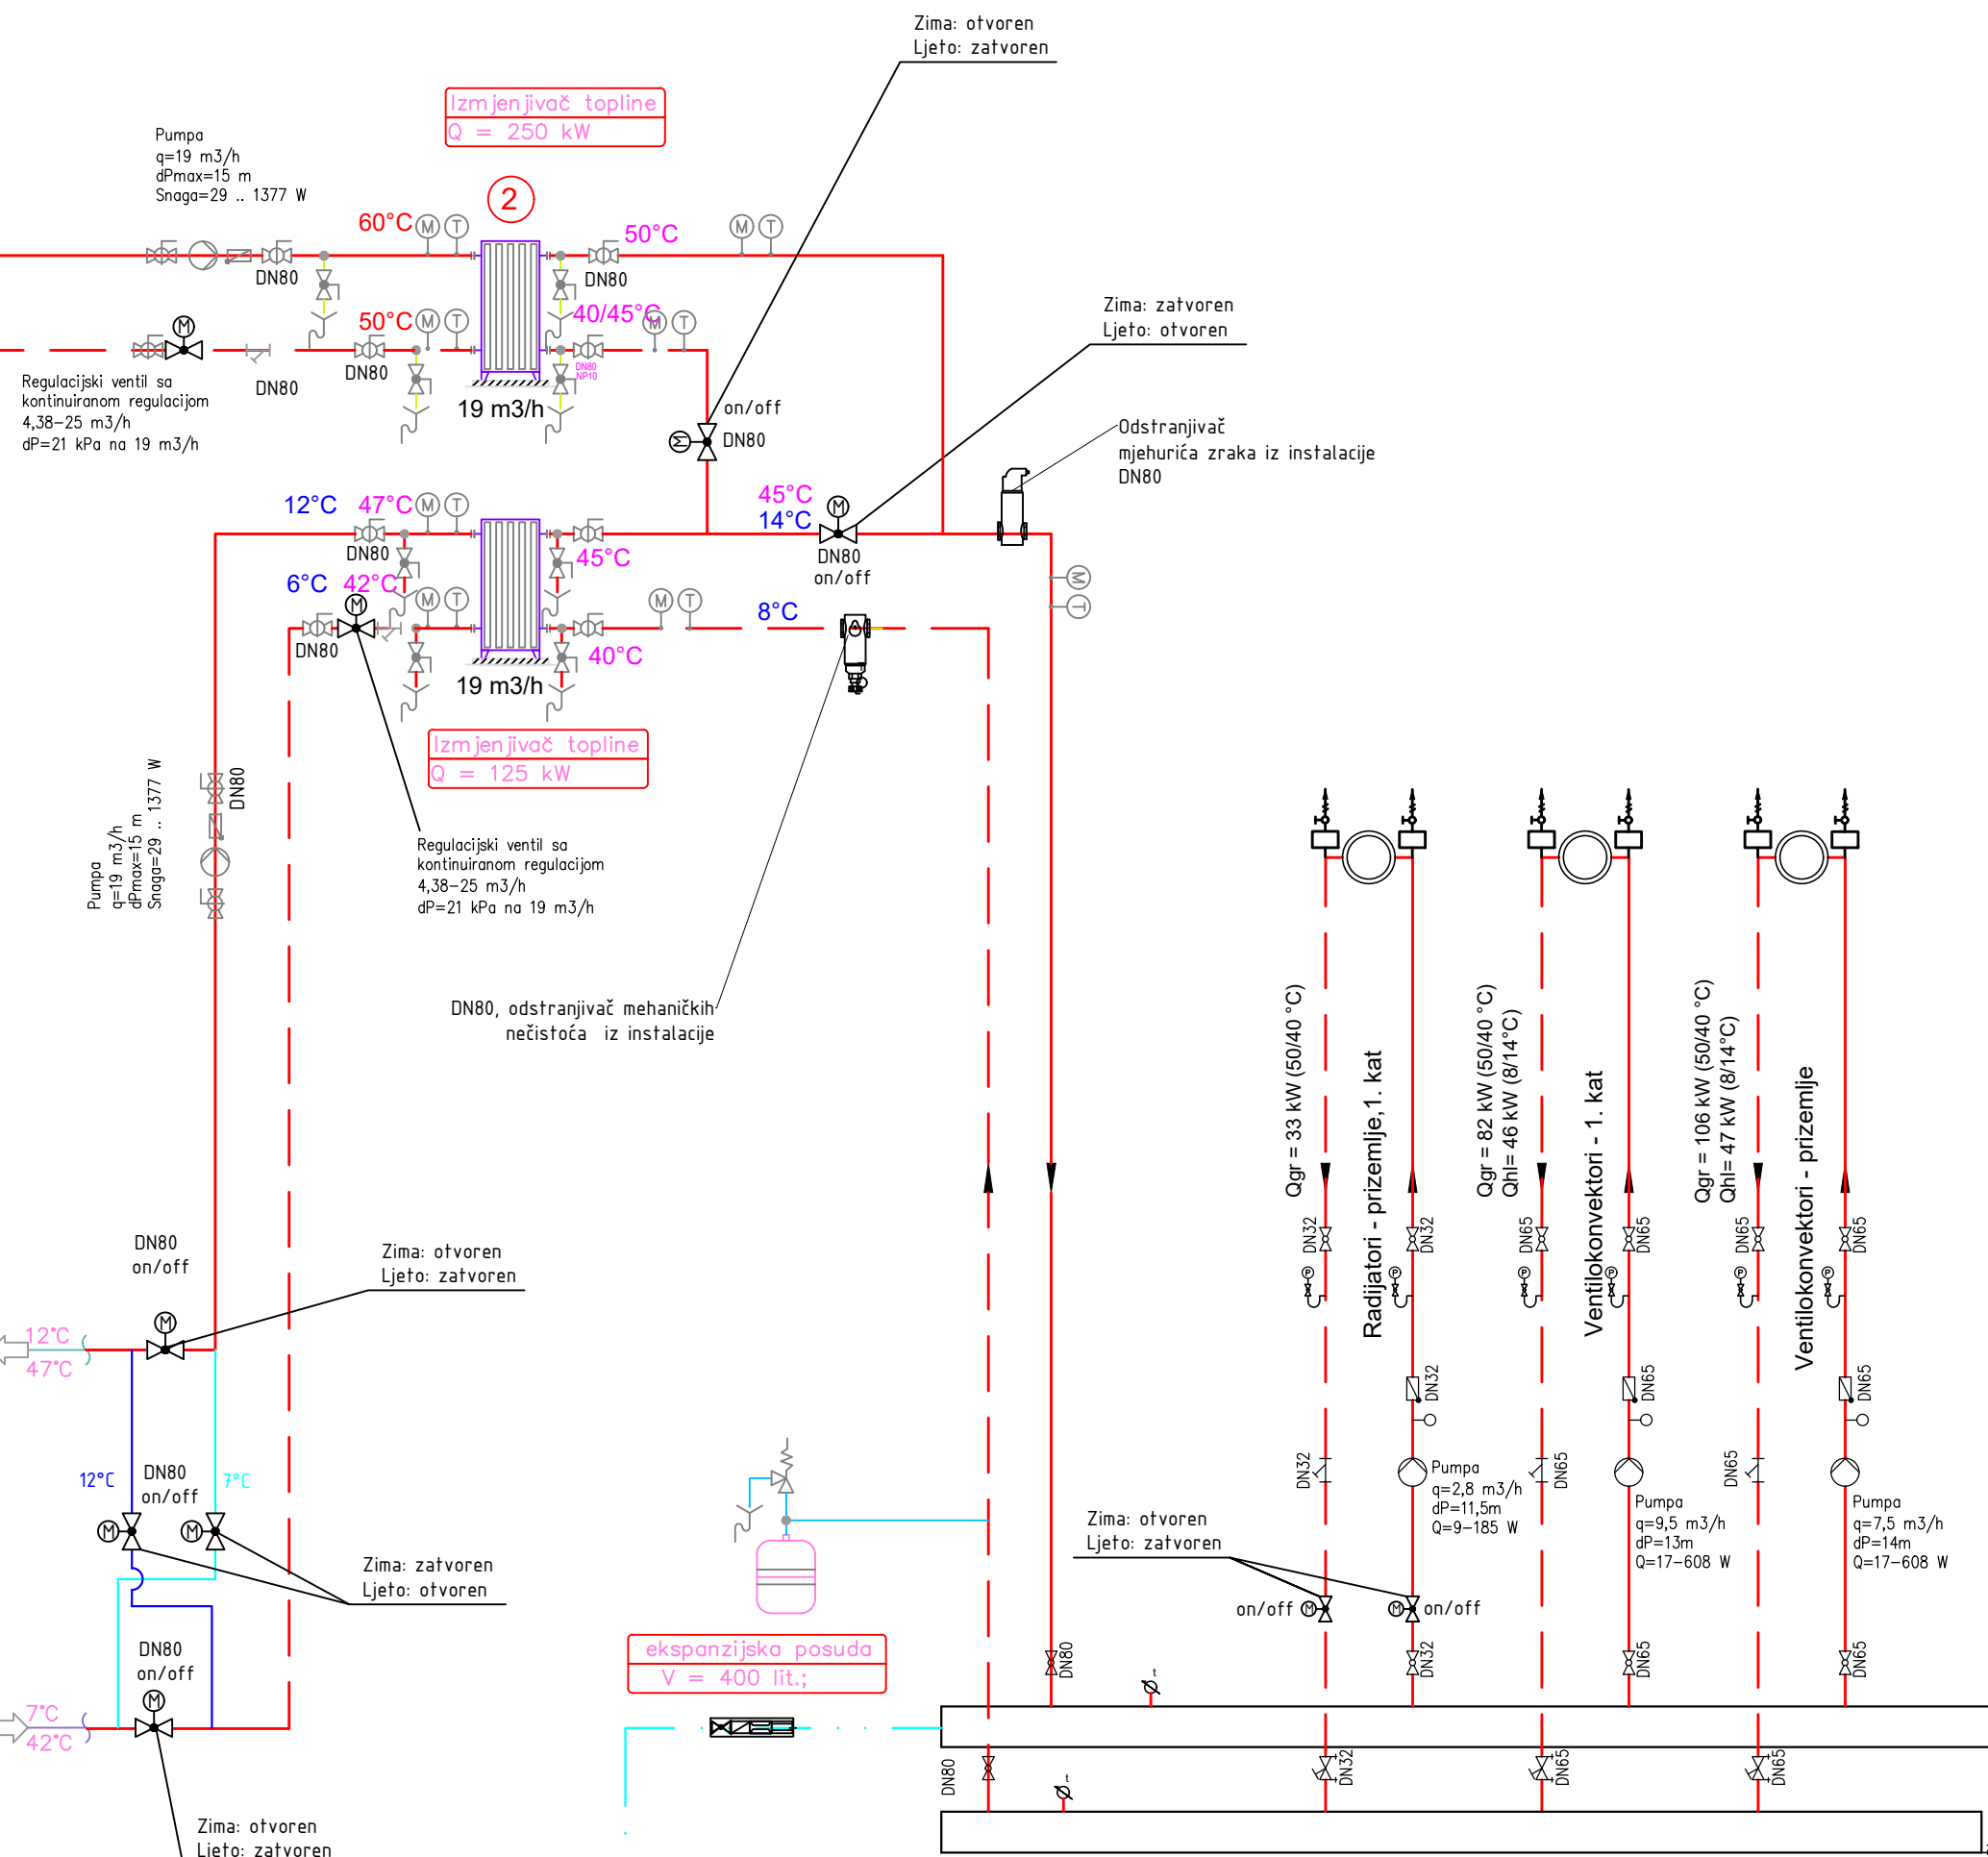 Zima: otvoren
Ljeto: zatvoren
Izmjenjivač topline
Q = 250 kW
Pumpa
q=19 m3/h
dPmax=15 m
Snaga=29 .. 1377 W
2
60°C
M
T
50°C
M
T
DN80
DN80
50°C
M
T
40/45°C
M
T
M
DN80
DN80
DN80
NP10
Regulacijski ventil sa
kontinuiranom regulacijom
4,38-25 m3/h
dP=21 kPa na 19 m3/h
19 m3/h
on/off
DN80
M
Zima: zatvoren
Ljeto: otvoren
Odstranjivač
mjehurića zraka iz instalacije
DN80
12°C
47°C
M
T
45°C
14°C
M
DN80
DN80
on/off
45°C
6°C
42°C
M
M
T
M
T
8°C
M
T
DN80
40°C
19 m3/h
Izmjenjivač topline
Q = 125 kW
Pumpa
q=19 m3/h
dPmax=15 m
Snaga=29 .. 1377 W
DN80
Regulacijski ventil sa
kontinuiranom regulacijom
4,38-25 m3/h
dP=21 kPa na 19 m3/h
DN80, odstranjivač mehaničkih
nečistoća iz instalacije
Qgr = 33 kW (50/40 °C)
Radijatori - prizemlje,1. kat
Qgr = 82 kW (50/40 °C)
Qhl= 46 kW (8/14°C)
Ventilokonvektori - 1. kat
Qgr = 106 kW (50/40 °C)
Qhl= 47 kW (8/14°C)
Ventilokonvektori - prizemlje
DN32
DN32
DN65
DN65
DN65
DN65
P
P
P
P
P
P
DN80
on/off
Zima: otvoren
Ljeto: zatvoren
M
12°C
47°C
DN32
DN65
DN65
12°C
DN80
on/off
7°C
M
M
DN32
Pumpa
q=2,8 m3/h
dP=11,5m
Q=9-185 W
DN65
Pumpa
q=9,5 m3/h
dP=13m
Q=17-608 W
DN65
Pumpa
q=7,5 m3/h
dP=14m
Q=17-608 W
Zima: otvoren
Ljeto: zatvoren
Zima: zatvoren
Ljeto: otvoren
on/off
M
M
on/off
DN80
on/off
M
ekspanzijska posuda
V = 400 lit.;
DN80
DN32
DN65
DN65
t
7°C
42°C
DN80
t
DN32
DN65
DN65
Zima: otvoren
Ljeto: zatvoren